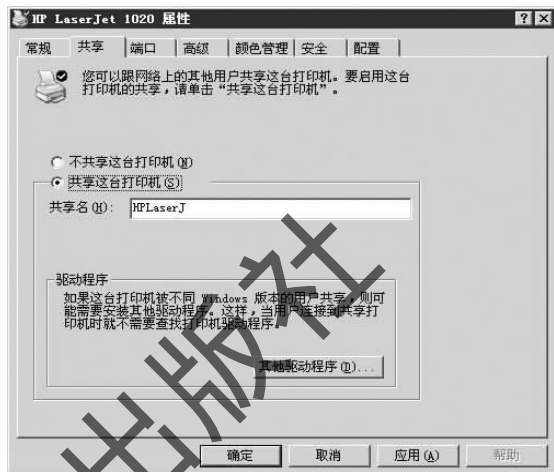 HP LaserJet 1020 属性
常规 共享 端口 高级 颜色管理 安全 配置
您可以跟网络上的其他用户共享这台打印机。要启用这台
打印机的共享，请单击“共享这台打印机”。
不共享这台打印机(N)
共享这台打印机(S)
共享名(H): HPLaserJ
驱动程序
如果这台打印机被不同 Windows 版本的用户共享，则可
能需要安装其他驱动程序。这样，当用户连接到共享打
印机时就不需要查找打印机驱动程序。
其他驱动程序(D)...
确定 取消 应用(A) 帮助
出版社